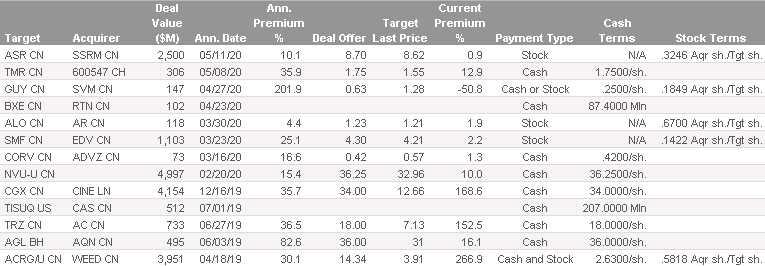 Target Acquirer Deal Value ($M) Ann. Date Ann. Premium % Deal Offer Target Last Price Current Premium % Payment Type Cash Terms Stock Terms
ASR CN SSRM CN 2,500 05/11/20 10.1 8.70 8.62 0.9 Stock N/A .3246 Aqr sh./Tgt sh.
TMR CN 600547 CH 306 05/08/20 35.9 1.75 1.55 12.9 Cash 1.7500/sh.
GUY CN SVM CN 147 04/27/20 201.9 0.63 1.28 -50.8 Cash or Stock .2500/sh. .1849 Aqr sh./Tgt sh.
BXE CN RTN CN 102 04/23/20 Cash 87.4000 Mln
ALO CN AR CN 118 03/30/20 4.4 1.23 1.21 1.9 Stock N/A .6700 Aqr sh./Tgt sh.
SMF CN EDV CN 1,103 03/23/20 25.1 4.30 4.21 2.2 Stock N/A .1422 Aqr sh./Tgt sh.
CORV CN ADVZ CN 73 03/16/20 16.6 0.42 0.57 1.3 Cash .4200/sh.
NVU-U CN 4,997 02/20/20 15.4 36.25 32.96 10.0 Cash 36.2500/sh.
CGX CN CINE LN 4,154 12/16/19 35.7 34.00 12.66 168.6 Cash 34.0000/sh.
TISUQ US CAS CN 512 07/01/19 Cash 207.0000 Mln
TRZ CN AC CN 733 06/27/19 36.5 18.00 7.13 152.5 Cash 18.0000/sh.
AGL BH AQN CN 495 06/03/19 82.6 36.00 31 16.1 Cash 36.0000/sh.
ACRG/U CN WEED CN 3,951 04/18/19 30.1 14.34 3.91 266.9 Cash and Stock 2.6300/sh. .5818 Aqr sh./Tgt sh.